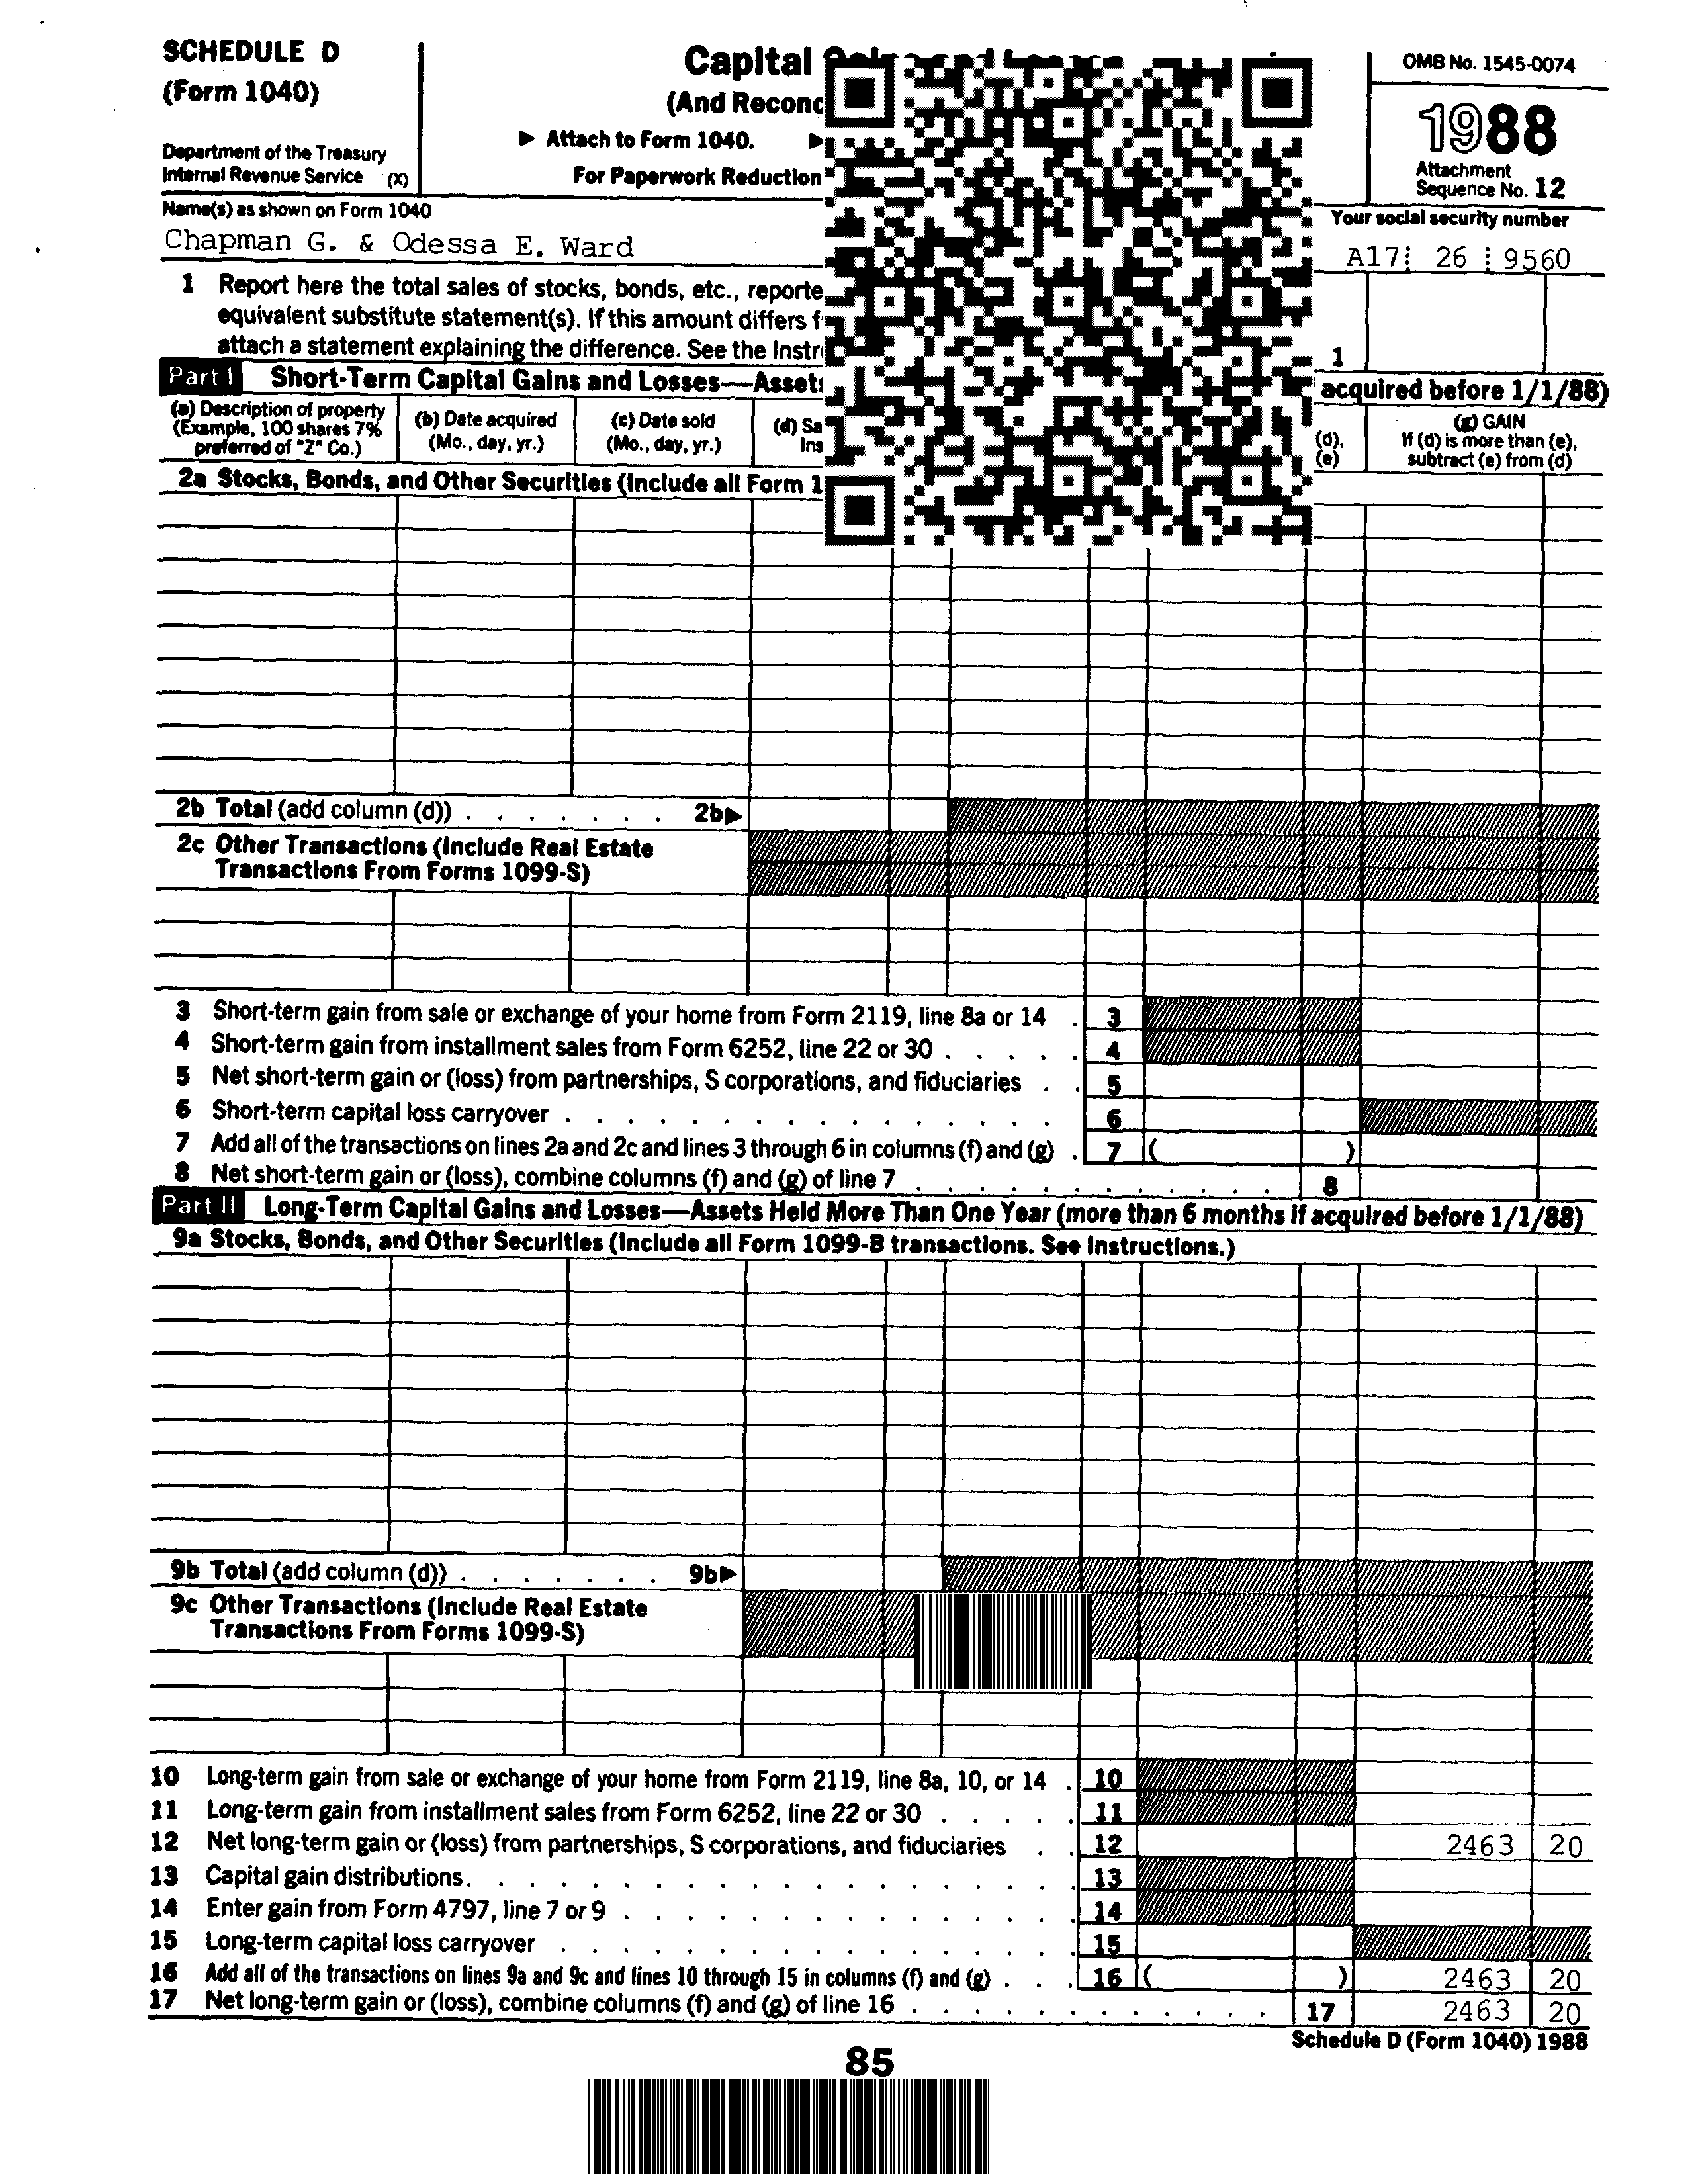 SCHEDULE D
(Form 1040)
Department of the Treasury
Internal Revenue Service (X)
Capital
(And
▶ Attach to Form 1040. ▶
For Paperwork Reduction
OMB No. 1545-0074
1988
Attachment
Sequence No. 12
Name(s) as shown on Form 1040
Your social security number
Chapman G. & Odessa E. Ward
A17 26 9560
1 Report here the total sales of stocks, bonds, etc.,
equivalent substitute statement(s). If this amount differs
attach a statement explaining the difference. See the
1
Part I Short-Term Capital Gains and Losses—
acquired before 1/1/88)
(a) Description of property
(Example, 100 shares 7%
preferred of "Z" Co.)
(b) Date acquired
(Mo., day, yr.)
(c) Date sold
(Mo., day, yr.)
(d)
(d),
(e)
(g) GAIN
If (d) is more than (e),
subtract (e) from (d)
2a Stocks, Bonds, and Other Securities (Include all Form
2b Total (add column (d)) . . . . . . . 2b▶
2c Other Transactions (Include Real Estate
Transactions From Forms 1099-S)
3 Short-term gain from sale or exchange of your home from Form 2119, line 8a or 14 . 3
4 Short-term gain from installment sales from Form 6252, line 22 or 30 . . . . . 4
5 Net short-term gain or (loss) from partnerships, S corporations, and fiduciaries . . 5
6 Short-term capital loss carryover . . . . . . . . . . . . . . . . 6
7 Add all of the transactions on lines 2a and 2c and lines 3 through 6 in columns (f) and (g) . 7 ( )
8 Net short-term gain or (loss), combine columns (f) and (g) of line 7 . . . . . . . . . . . . 8
Part II Long-Term Capital Gains and Losses—Assets Held More Than One Year (more than 6 months if acquired before 1/1/88)
9a Stocks, Bonds, and Other Securities (Include all Form 1099-B transactions. See Instructions.)
9b Total (add column (d)) . . . . . . . 9b▶
9c Other Transactions (Include Real Estate
Transactions From Forms 1099-S)
10 Long-term gain from sale or exchange of your home from Form 2119, line 8a, 10, or 14 . 10
11 Long-term gain from installment sales from Form 6252, line 22 or 30 . . . . . 11
12 Net long-term gain or (loss) from partnerships, S corporations, and fiduciaries . . 12 2463 20
13 Capital gain distributions. . . . . . . . . . . . . . . . . . . 13
14 Enter gain from Form 4797, line 7 or 9 . . . . . . . . . . . . . . 14
15 Long-term capital loss carryover . . . . . . . . . . . . . . . . 15
16 Add all of the transactions on lines 9a and 9c and lines 10 through 15 in columns (f) and (g) . . . 16 ( ) 2463 20
17 Net long-term gain or (loss), combine columns (f) and (g) of line 16 . . . . . . . . . . . . 17 2463 20
Schedule D (Form 1040) 1988
85